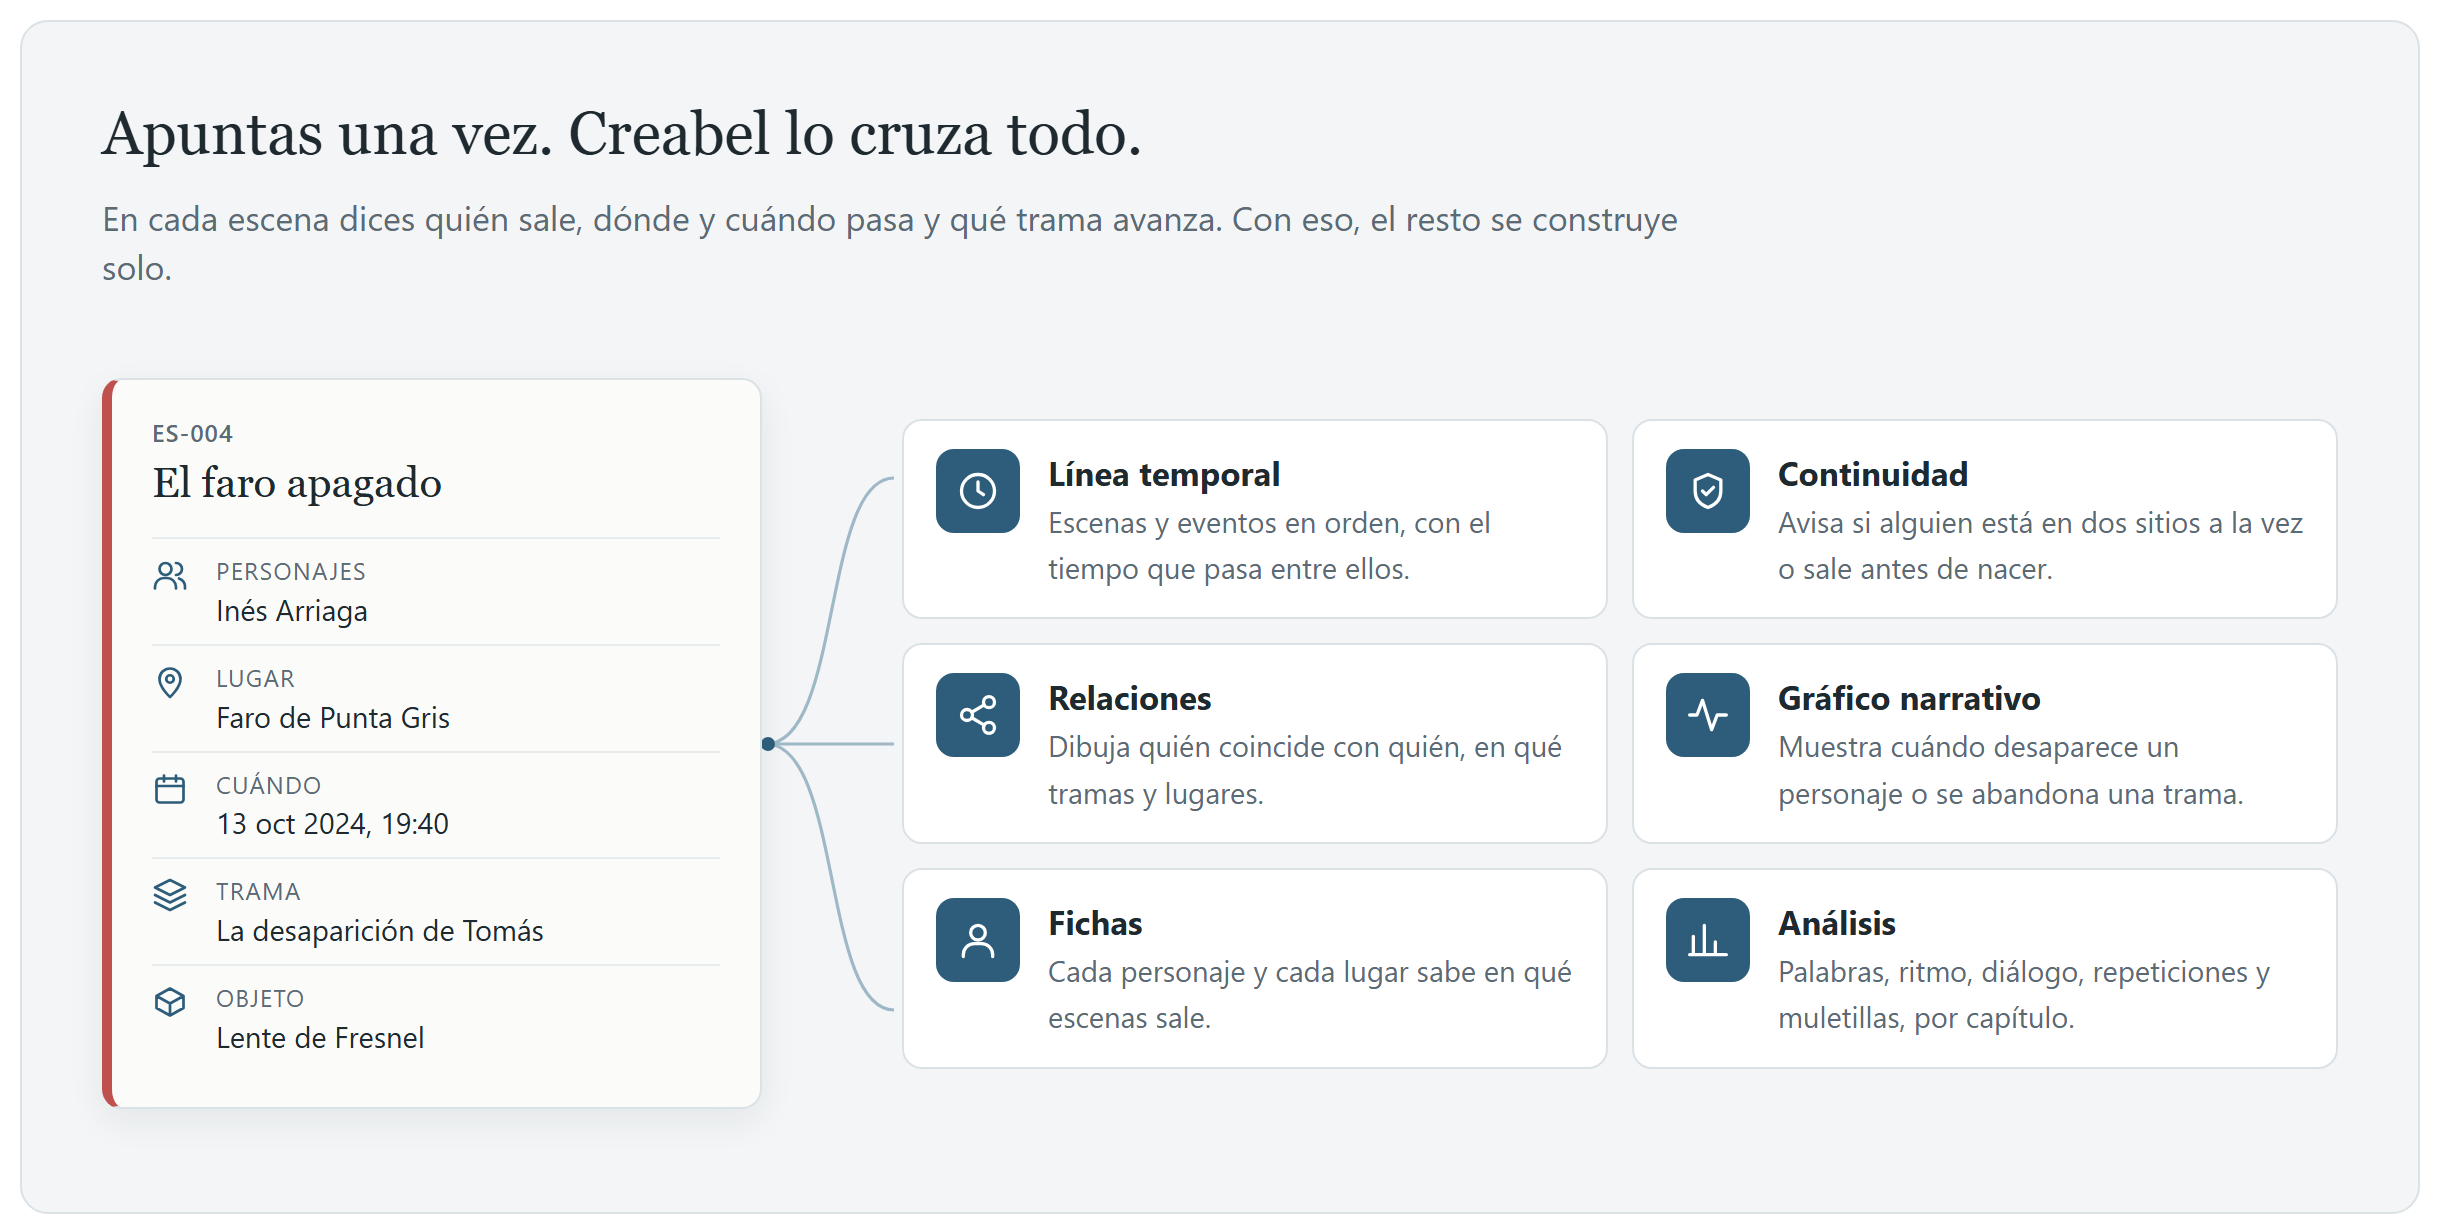 Apuntas una vez. Creabel lo cruza todo.
En cada escena dices quién sale, dónde y cuándo pasa y qué trama avanza. Con eso, el resto se construye
solo.
ES-004
El faro apagado
PERSONAJES
Inés Arriaga
LUGAR
Faro de Punta Gris
CUÁNDO
13 oct 2024, 19:40
TRAMA
La desaparición de Tomás
OBJETO
Lente de Fresnel
Línea temporal
Escenas y eventos en orden, con el
tiempo que pasa entre ellos.
Continuidad
Avisa si alguien está en dos sitios a la vez
o sale antes de nacer.
Relaciones
Dibuja quién coincide con quién, en qué
tramas y lugares.
Gráfico narrativo
Muestra cuándo desaparece un
personaje o se abandona una trama.
Fichas
Cada personaje y cada lugar sabe en qué
escenas sale.
Análisis
Palabras, ritmo, diálogo, repeticiones y
muletillas, por capítulo.